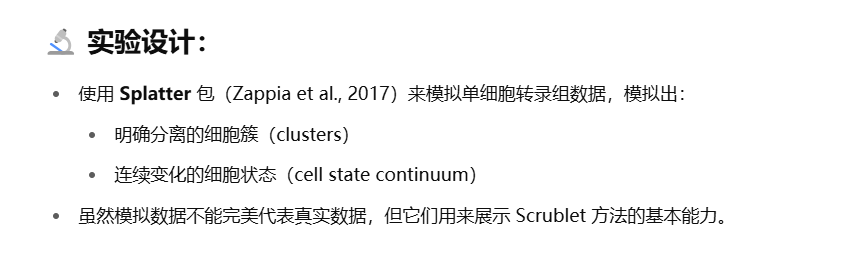 实验设计：
使用 Splatter 包（Zappia et al., 2017）来模拟单细胞转录组数据，模拟出：
明确分离的细胞簇（clusters）
连续变化的细胞状态（cell state continuum）
虽然模拟数据不能完美代表真实数据，但它们用来展示 Scrublet 方法的基本能力。